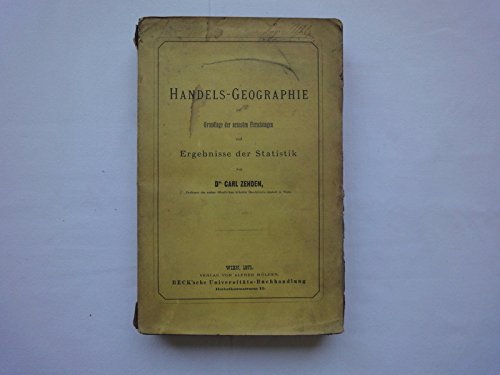 HANDELS-GEOGRAPHIE
Grundlage der neuesten Forschungen
und
Ergebnisse der Statistik
von
Dr. CARL ZEHDEN,
WIEN, 1871.
VERLAG VON ALFRED HÖLDER,
BECK'sche Universitäts-Buchhandlung